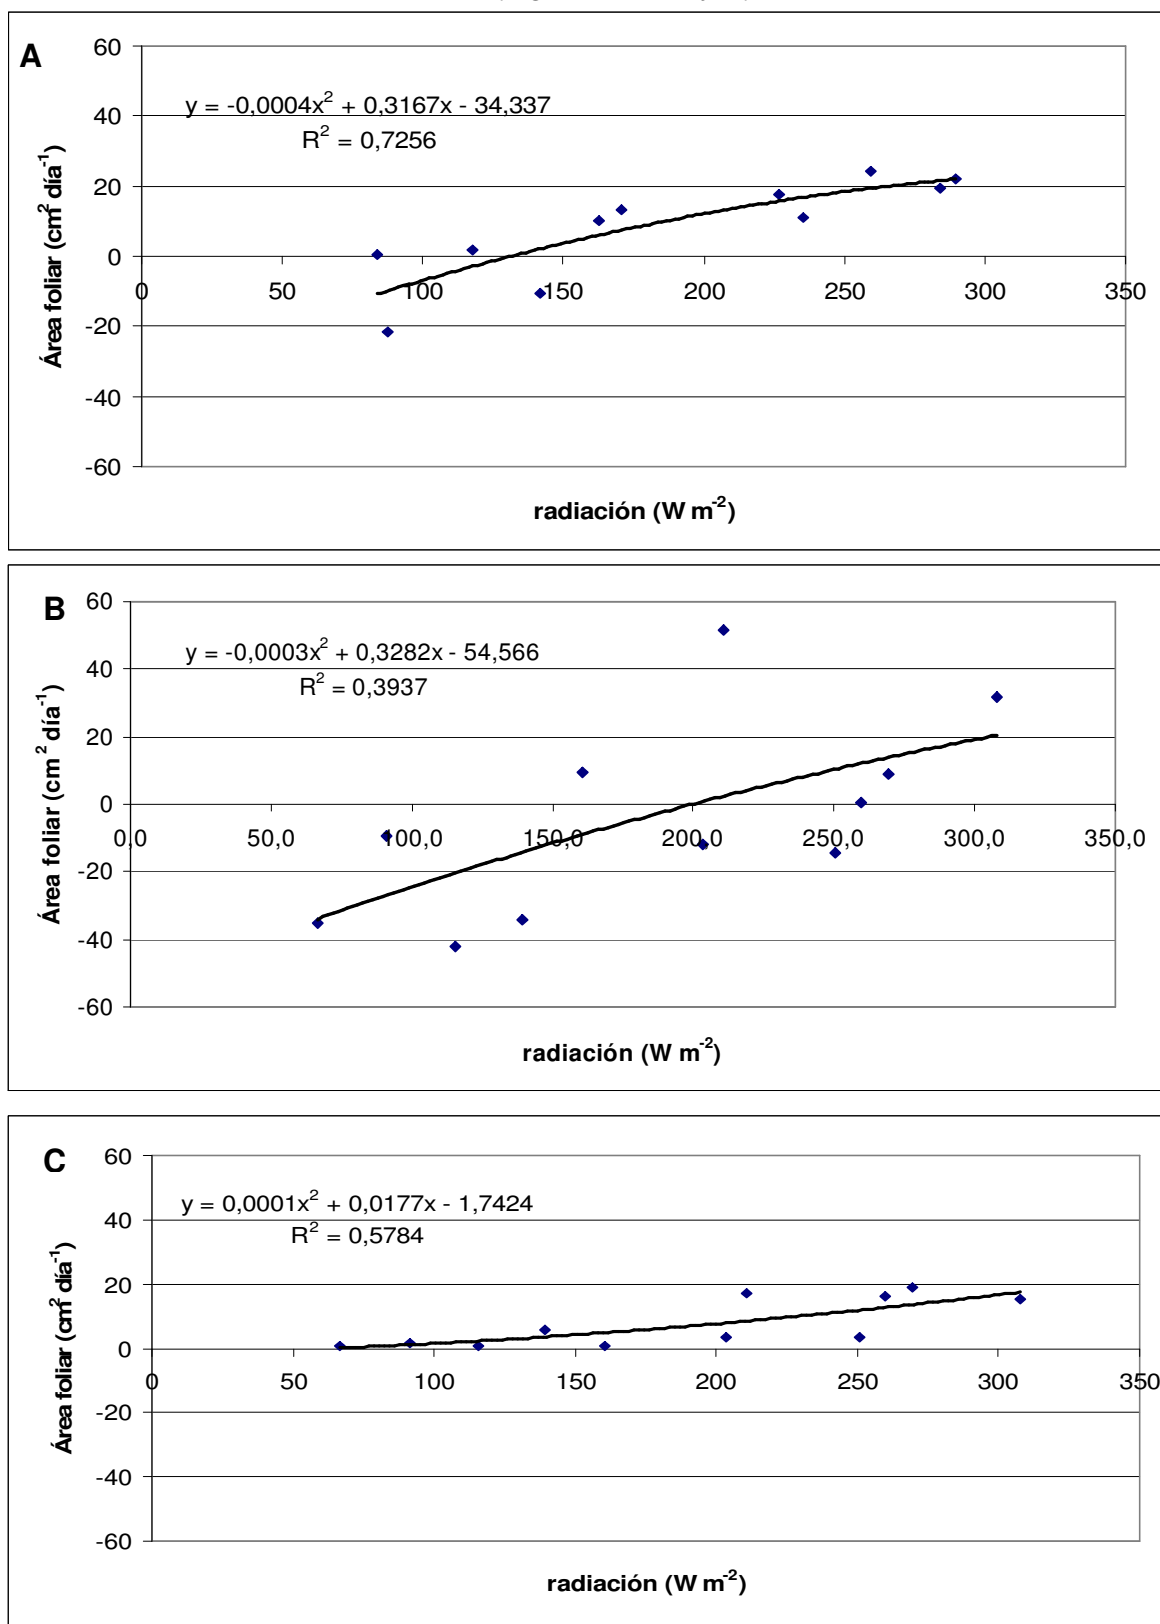 A
60
y = -0,0004x² + 0,3167x - 34,337
40
R² = 0,7256
20
0
0 50 100 150 200 250 300 350
-20
-40
-60
Área foliar (cm² día⁻¹)
radiación (W m⁻²)
B
60
y = -0,0003x² + 0,3282x - 54,566
40
R² = 0,3937
20
0
0,0 50,0 100,0 150,0 200,0 250,0 300,0 350,0
-20
-40
-60
Área foliar (cm² día⁻¹)
radiación (W m⁻²)
C
60
y = 0,0001x² + 0,0177x - 1,7424
40
R² = 0,5784
20
0
0 50 100 150 200 250 300 350
-20
-40
-60
Área foliar (cm² día⁻¹)
radiación (W m⁻²)